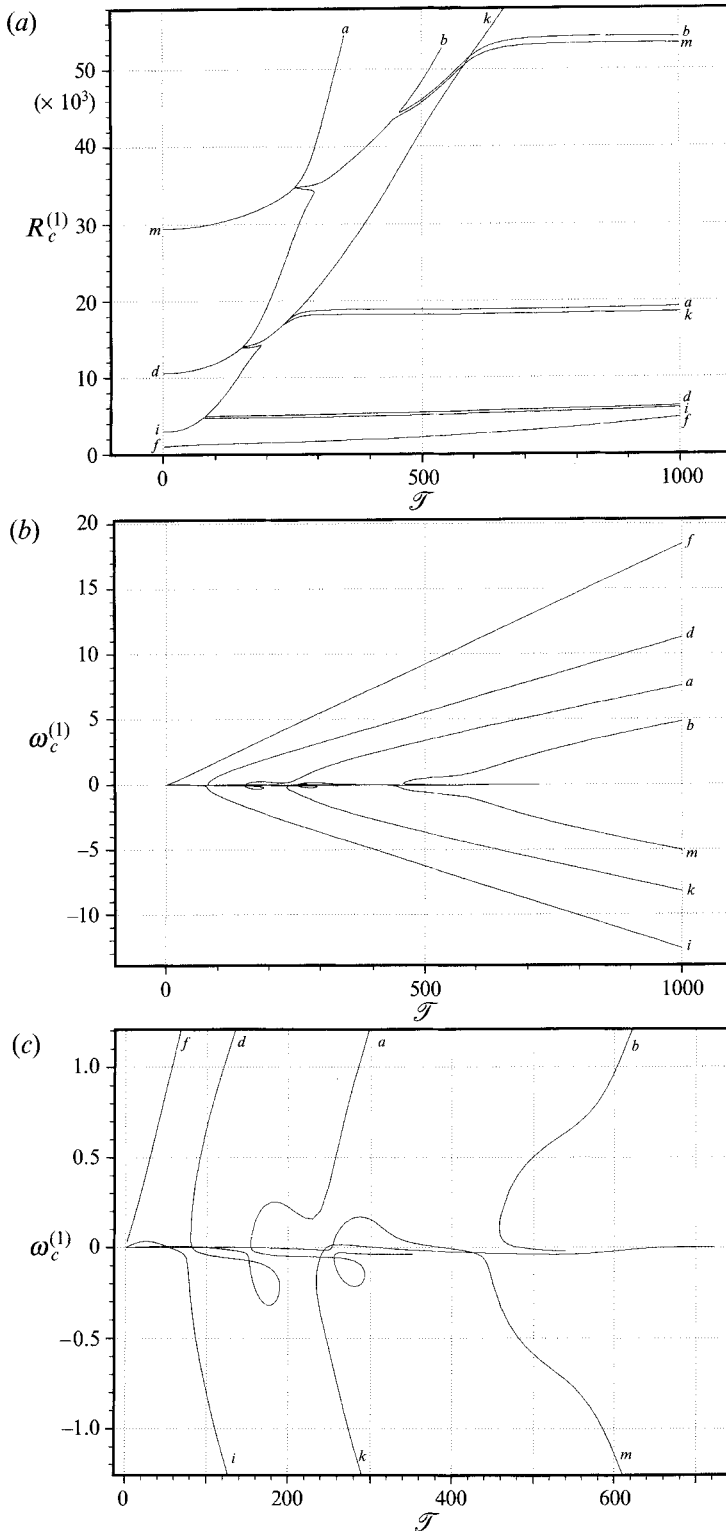 (a)
a
b
k
b
m
50
(× 10³)
40
R_c^{(1)}
30
m
20
a
k
d
10
d
i
f
i
f
0
0
500
1000
𝒯
(b)
20
f
15
d
10
a
ω_c^{(1)}
5
b
0
m
−5
k
−10
i
0
500
1000
𝒯
(c)
f
d
a
b
1.0
0.5
ω_c^{(1)}
0
−0.5
−1.0
i
k
m
0
200
400
600
𝒯